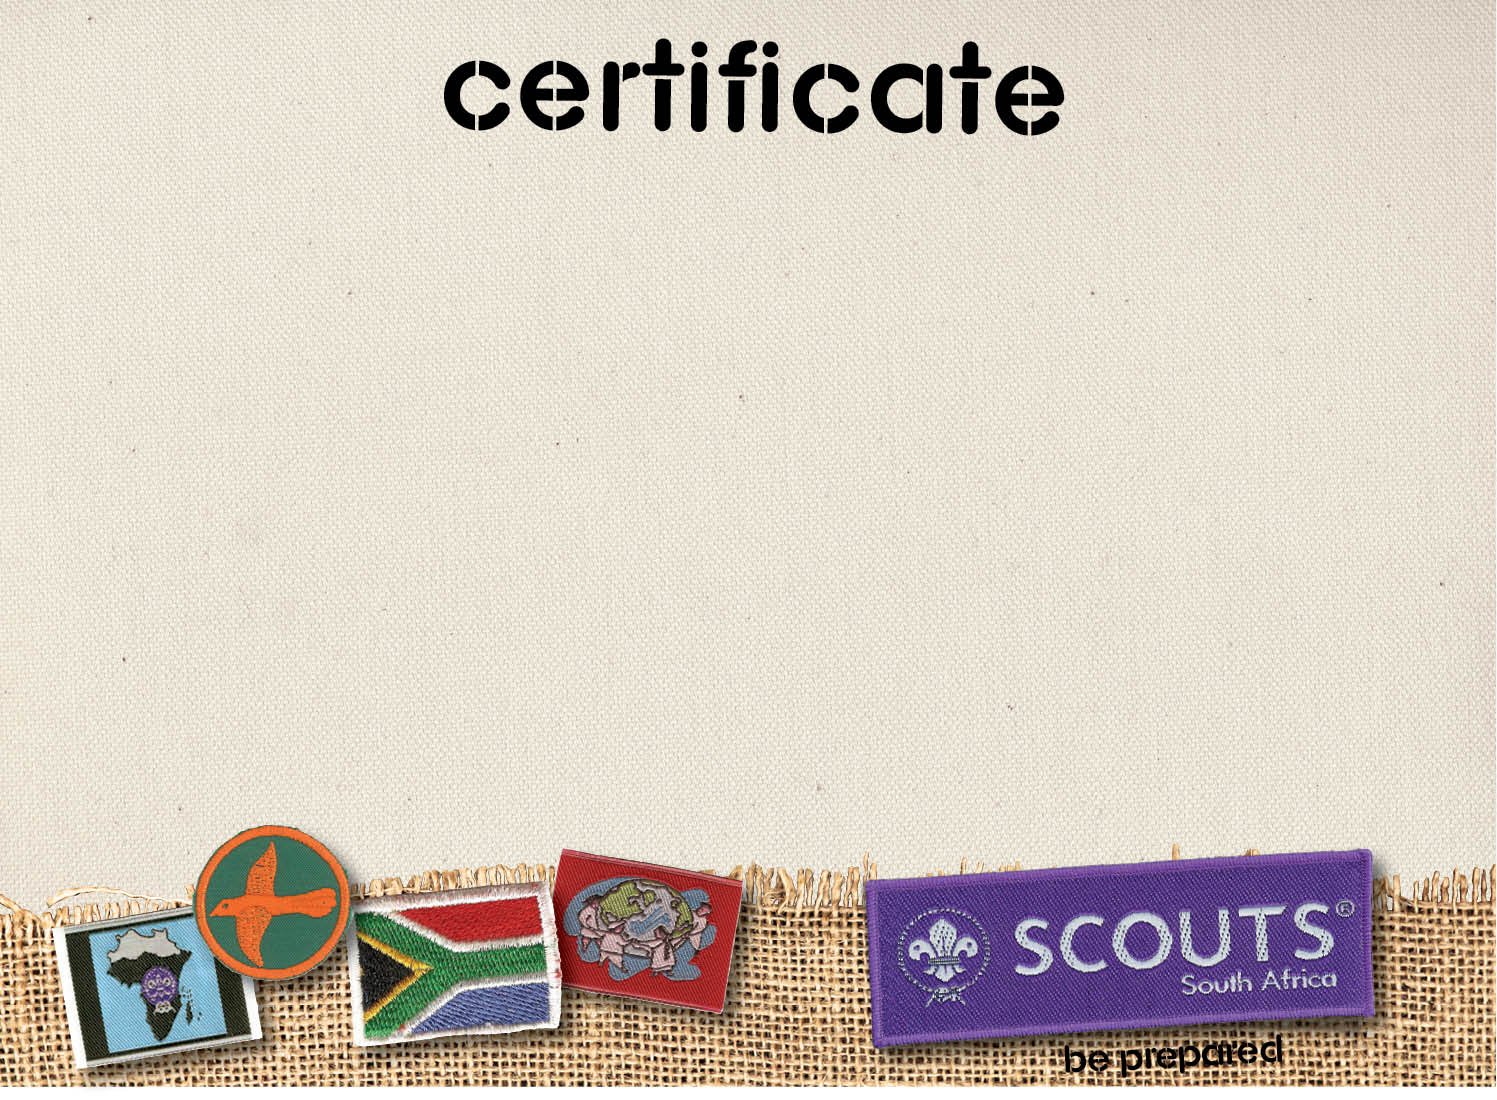 certificate
SCOUTS®
South Africa
be prepared